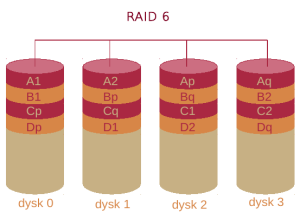 RAID 6
A1 A2 Ap Aq
B1 Bp Bq B2
Cp Cq C1 C2
Dp D1 D2 Dq
dysk 0 dysk 1 dysk 2 dysk 3